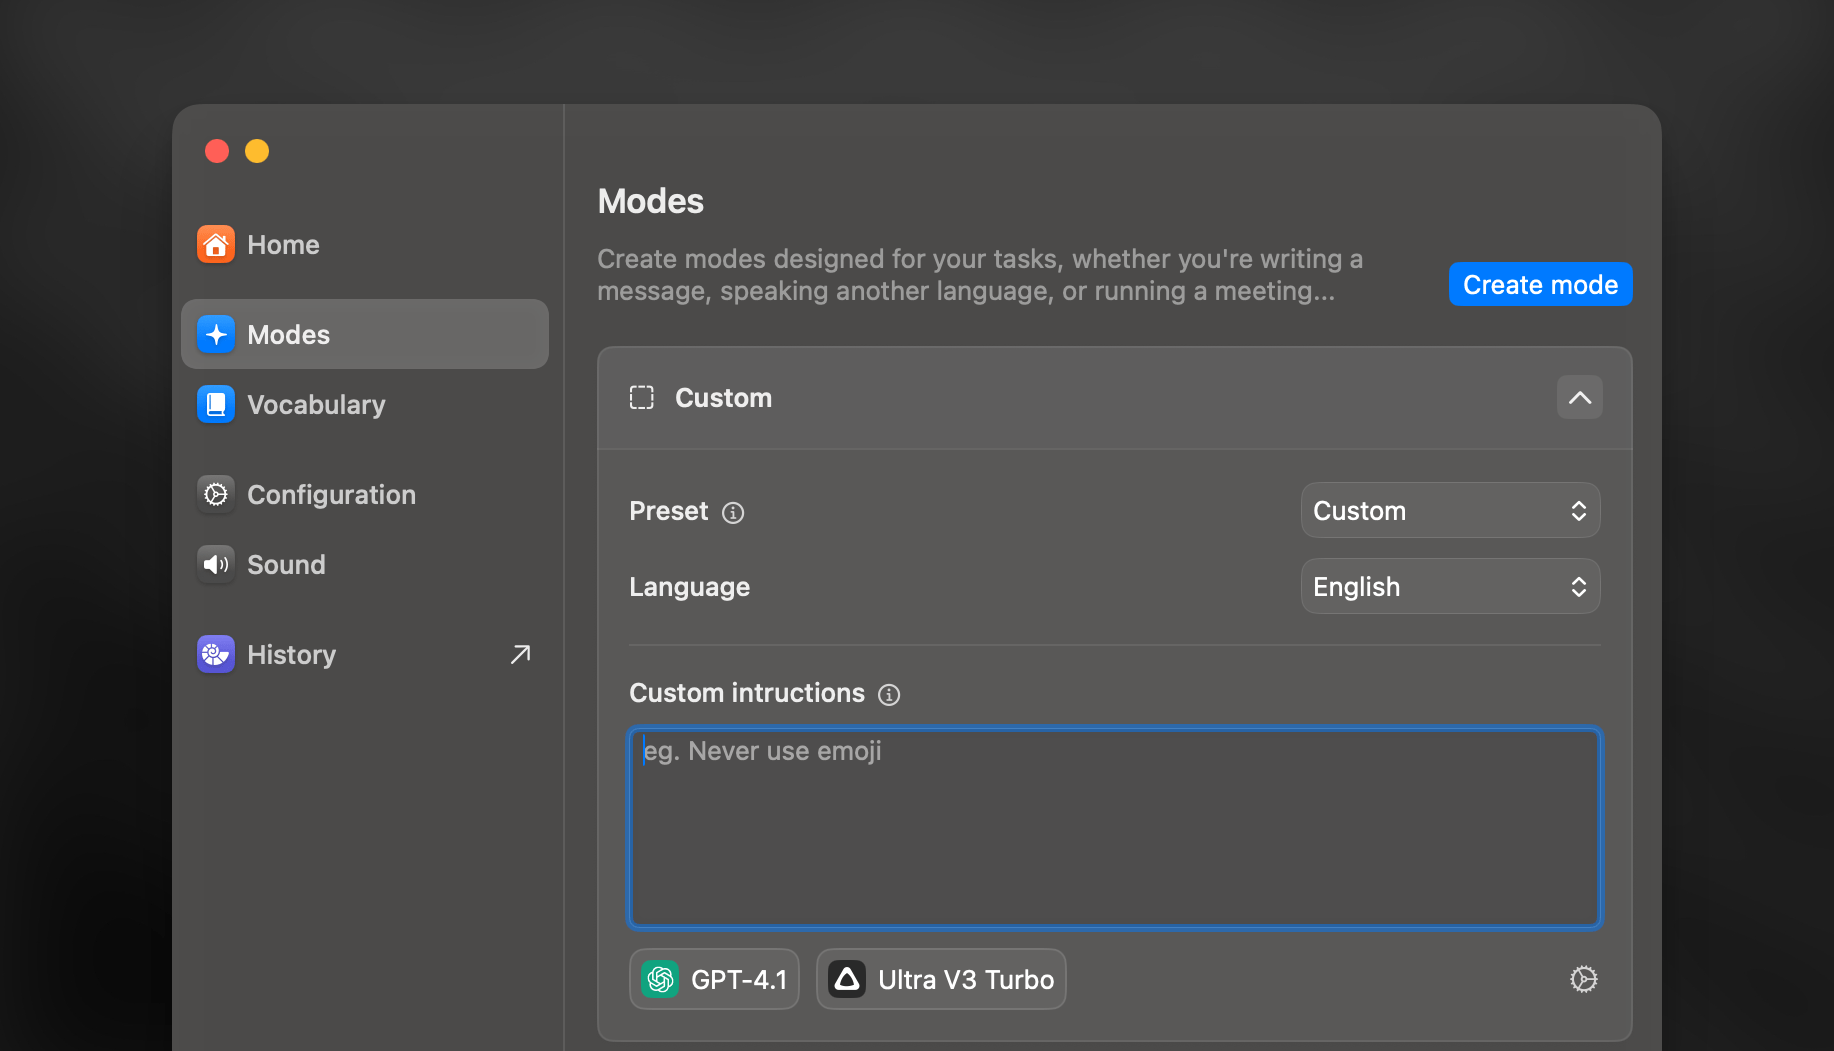 Home
Modes
Vocabulary
Configuration
Sound
History
Modes
Create modes designed for your tasks, whether you're writing a
message, speaking another language, or running a meeting...
Create mode
Custom
Preset
Custom
Language
English
Custom intructions
eg. Never use emoji
GPT-4.1
Ultra V3 Turbo